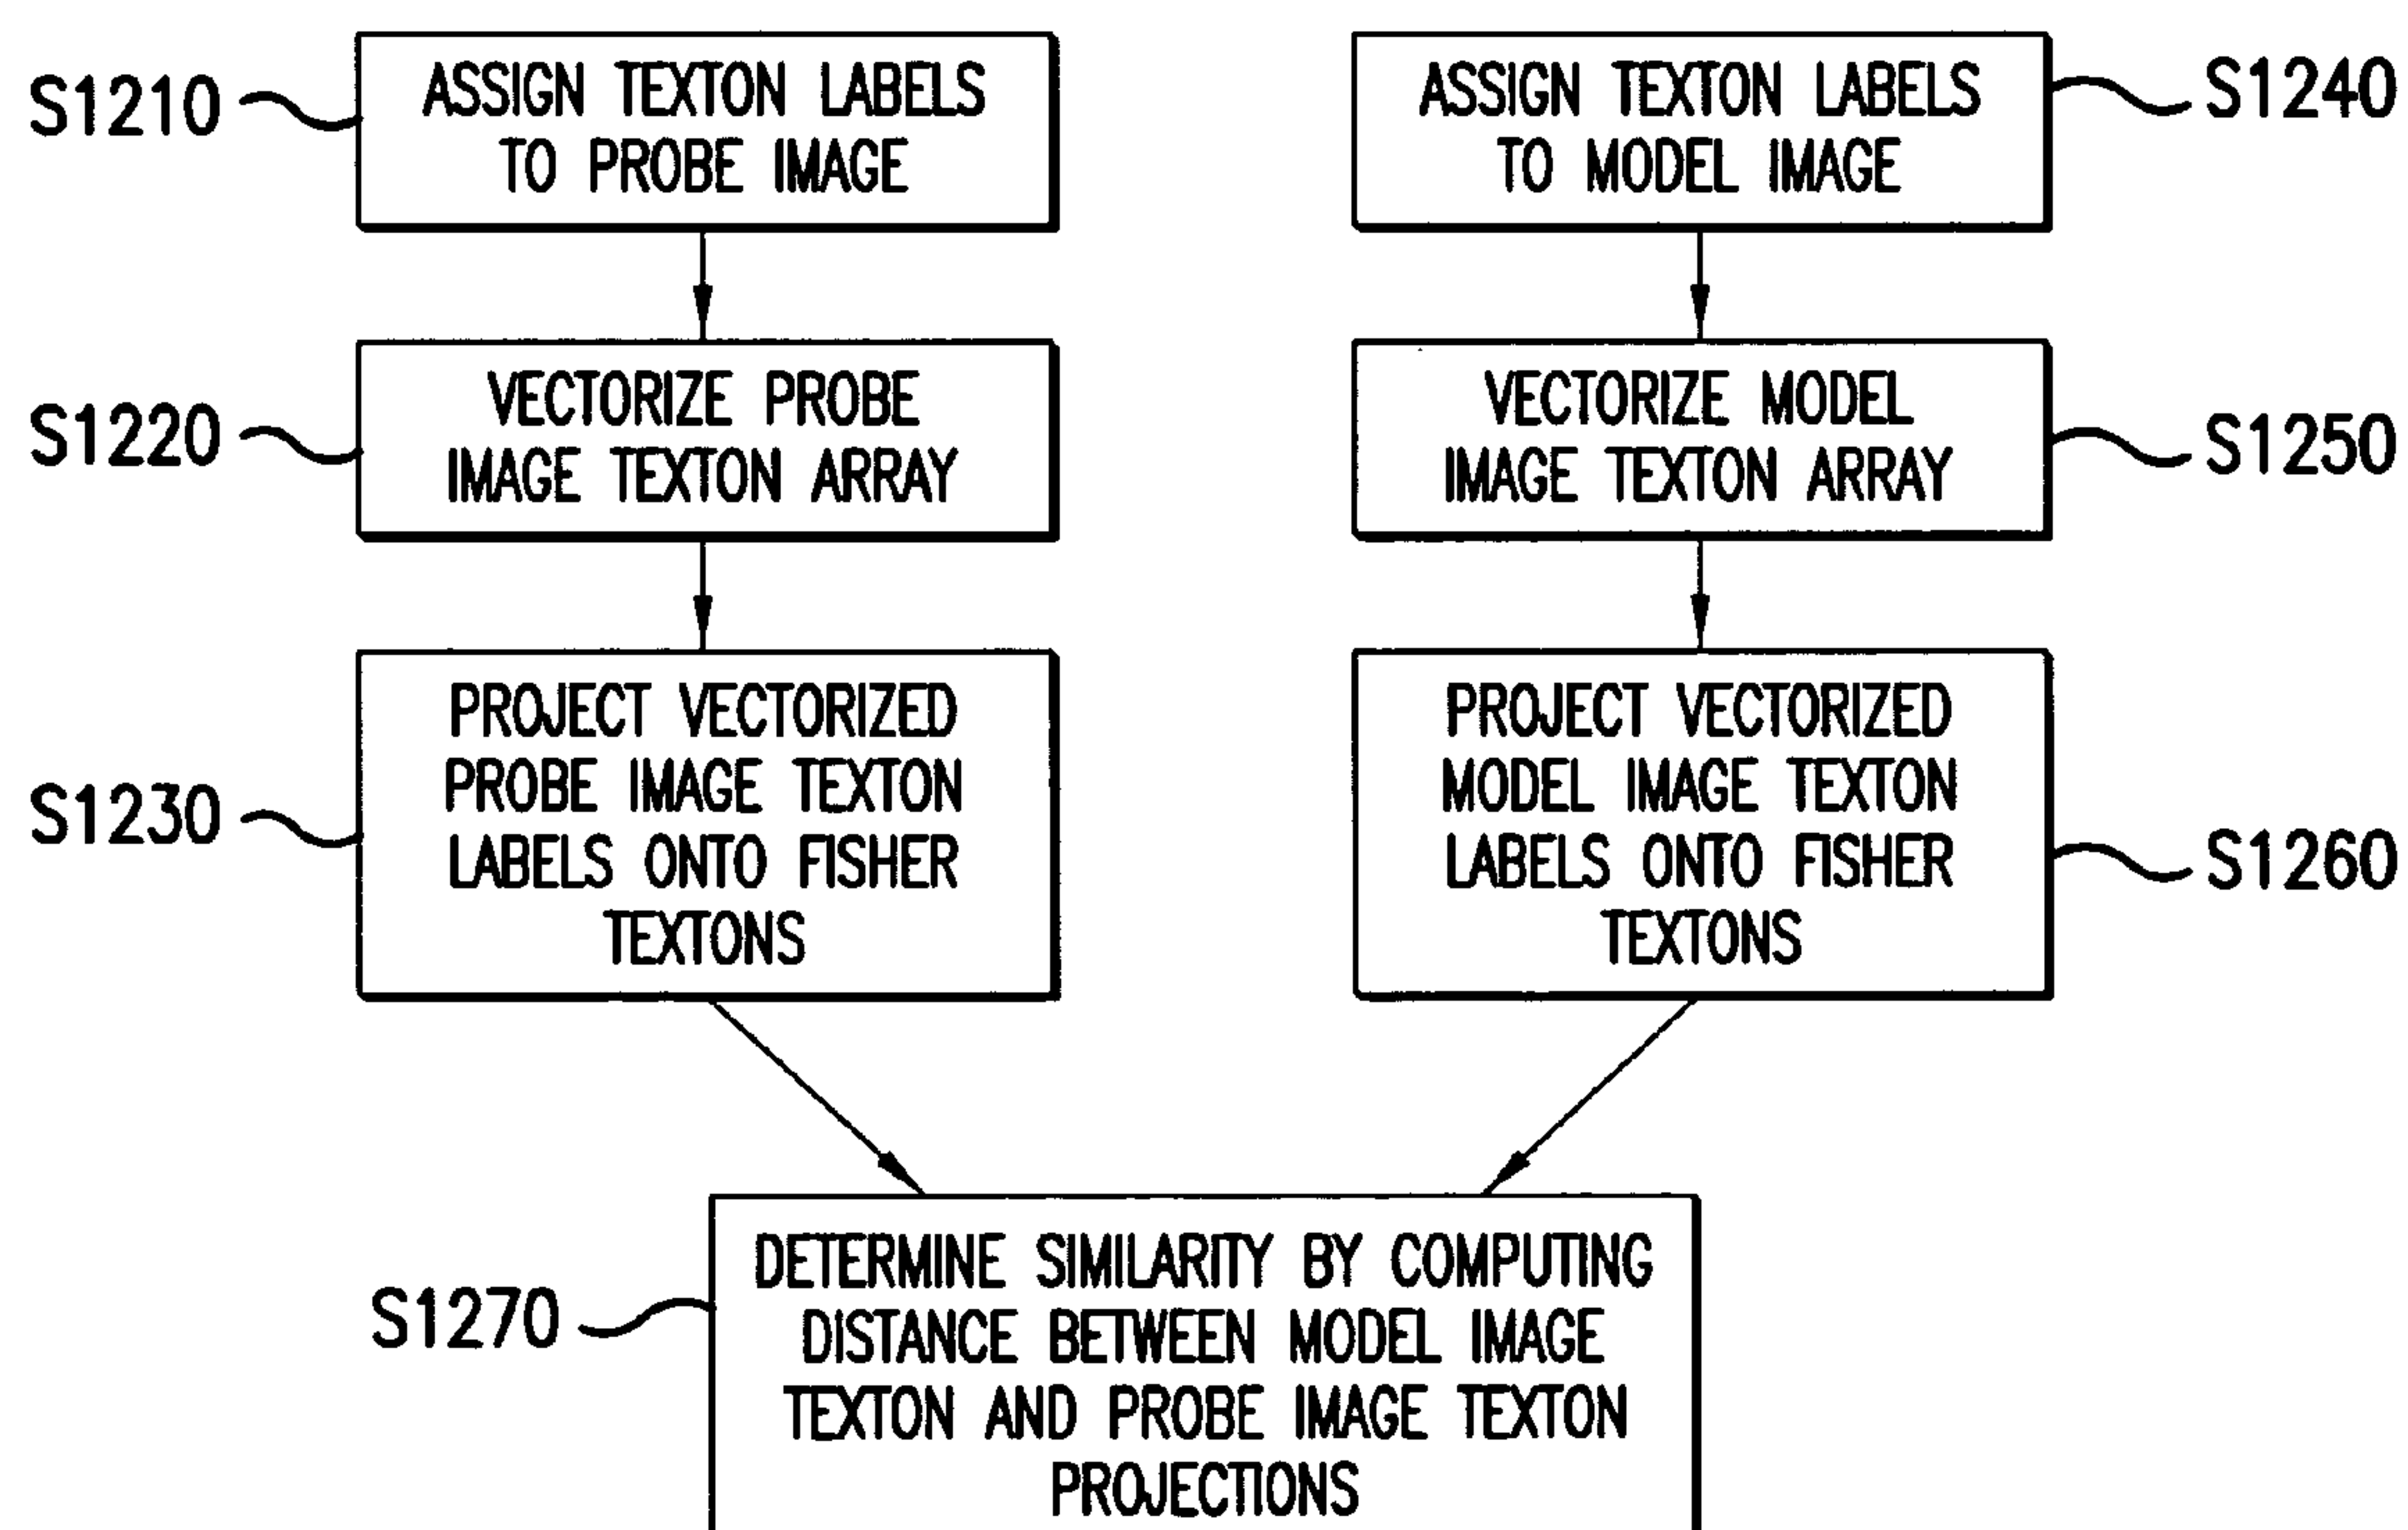 S1210
ASSIGN TEXTON LABELS
TO PROBE IMAGE
ASSIGN TEXTON LABELS
TO MODEL IMAGE
S1240
S1220
VECTORIZE PROBE
IMAGE TEXTON ARRAY
VECTORIZE MODEL
IMAGE TEXTON ARRAY
S1250
S1230
PROJECT VECTORIZED
PROBE IMAGE TEXTON
LABELS ONTO FISHER
TEXTONS
PROJECT VECTORIZED
MODEL IMAGE TEXTON
LABELS ONTO FISHER
TEXTONS
S1260
S1270
DETERMINE SIMILARITY BY COMPUTING
DISTANCE BETWEEN MODEL IMAGE
TEXTON AND PROBE IMAGE TEXTON
PROJECTIONS